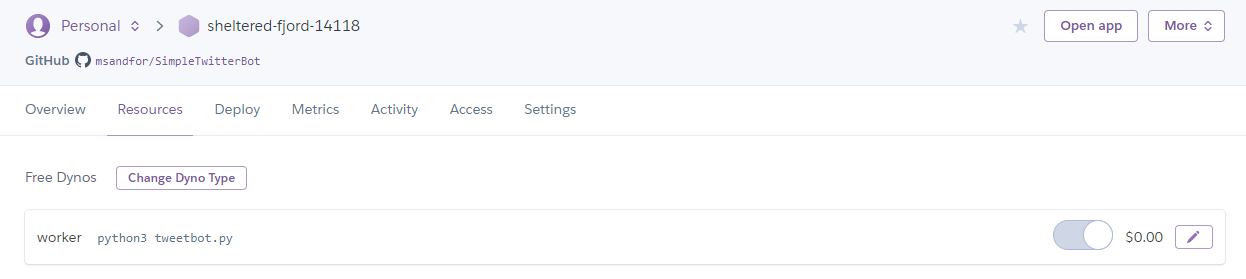 Personal sheltered-fjord-14118 Open app More
GitHub msandfor/SimpleTwitterBot
Overview Resources Deploy Metrics Activity Access Settings
Free Dynos Change Dyno Type
worker python3 tweetbot.py $0.00